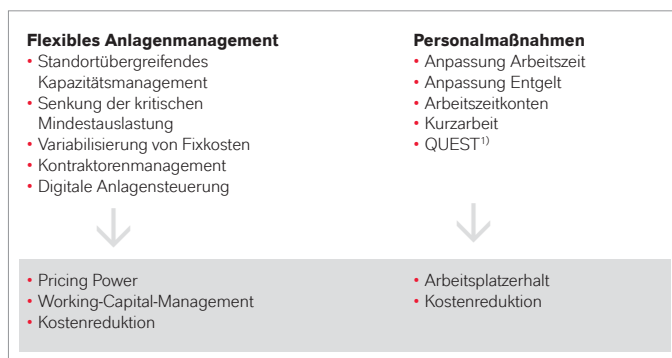 Flexibles Anlagenmanagement
• Standortübergreifendes
Kapazitätsmanagement
• Senkung der kritischen
Mindestauslastung
• Variabilisierung von Fixkosten
• Kontraktorenmanagement
• Digitale Anlagensteuerung
Personalmaßnahmen
• Anpassung Arbeitszeit
• Anpassung Entgelt
• Arbeitszeitkonten
• Kurzarbeit
• QUEST¹⁾
• Pricing Power
• Working-Capital-Management
• Kostenreduktion
• Arbeitsplatzerhalt
• Kostenreduktion